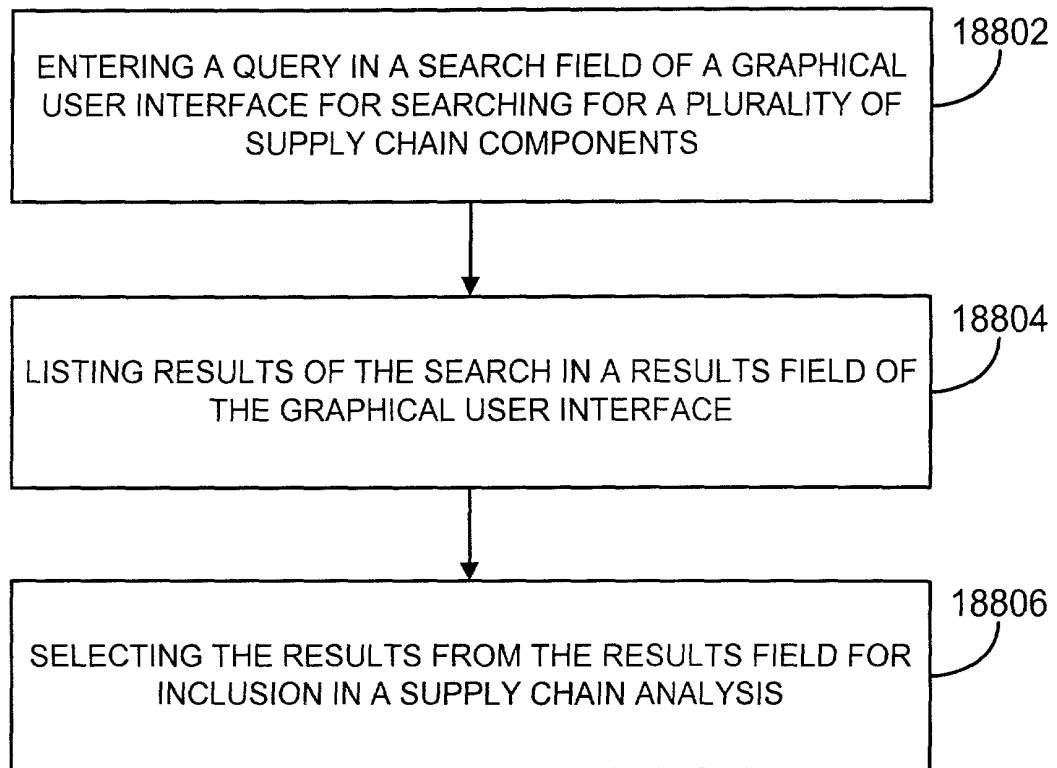 18802
ENTERING A QUERY IN A SEARCH FIELD OF A GRAPHICAL
USER INTERFACE FOR SEARCHING FOR A PLURALITY OF
SUPPLY CHAIN COMPONENTS
18804
LISTING RESULTS OF THE SEARCH IN A RESULTS FIELD OF
THE GRAPHICAL USER INTERFACE
18806
SELECTING THE RESULTS FROM THE RESULTS FIELD FOR
INCLUSION IN A SUPPLY CHAIN ANALYSIS